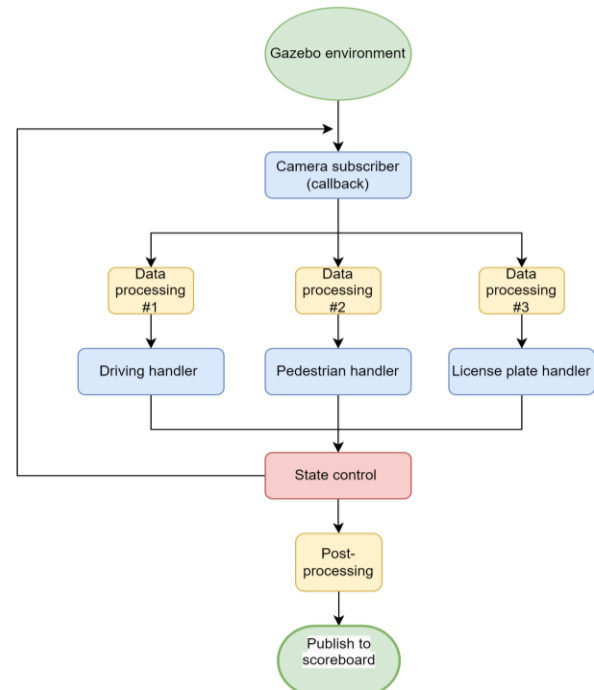 Gazebo environment
Camera subscriber
(callback)
Data
processing
#1
Data
processing
#2
Data
processing
#3
Driving handler
Pedestrian handler
License plate handler
State control
Post-
processing
Publish to
scoreboard